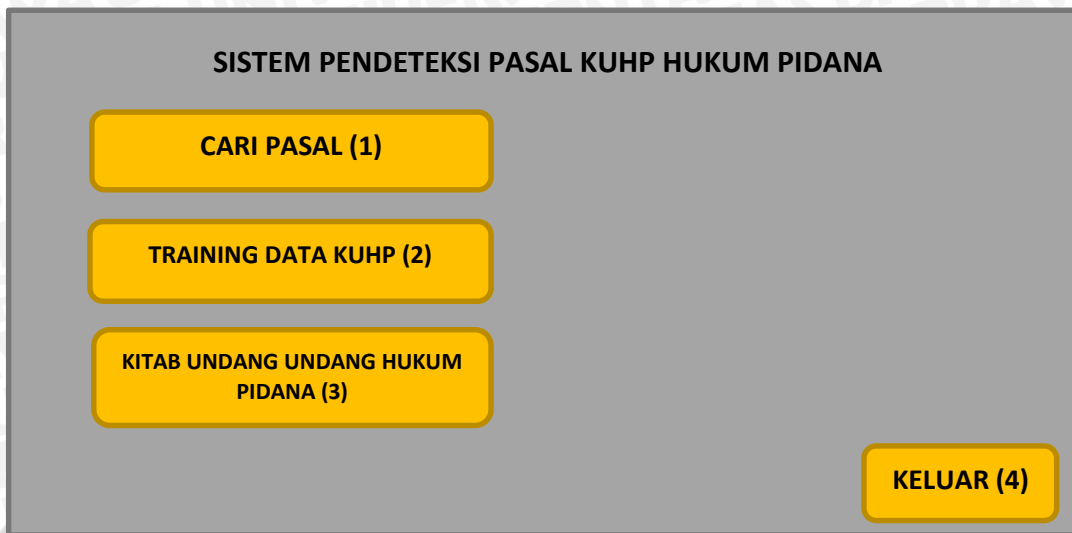 SISTEM PENDETEKSI PASAL KUHP HUKUM PIDANA
CARI PASAL (1)
TRAINING DATA KUHP (2)
KITAB UNDANG UNDANG HUKUM
PIDANA (3)
KELUAR (4)